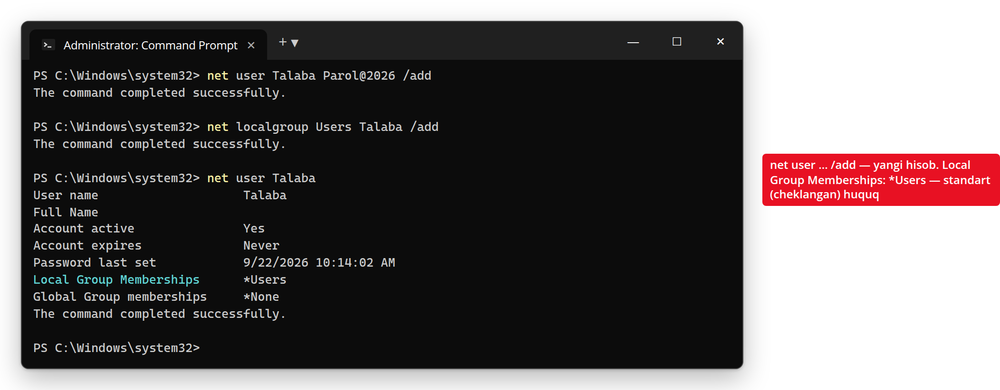 Administrator: Command Prompt
PS C:\Windows\system32> net user Talaba Parol@2026 /add
The command completed successfully.
PS C:\Windows\system32> net localgroup Users Talaba /add
The command completed successfully.
PS C:\Windows\system32> net user Talaba
User name Talaba
Full Name
Account active Yes
Account expires Never
Password last set 9/22/2026 10:14:02 AM
Local Group Memberships *Users
Global Group memberships *None
The command completed successfully.
PS C:\Windows\system32>
net user ... /add — yangi hisob. Local
Group Memberships: *Users — standart
(cheklangan) huquq